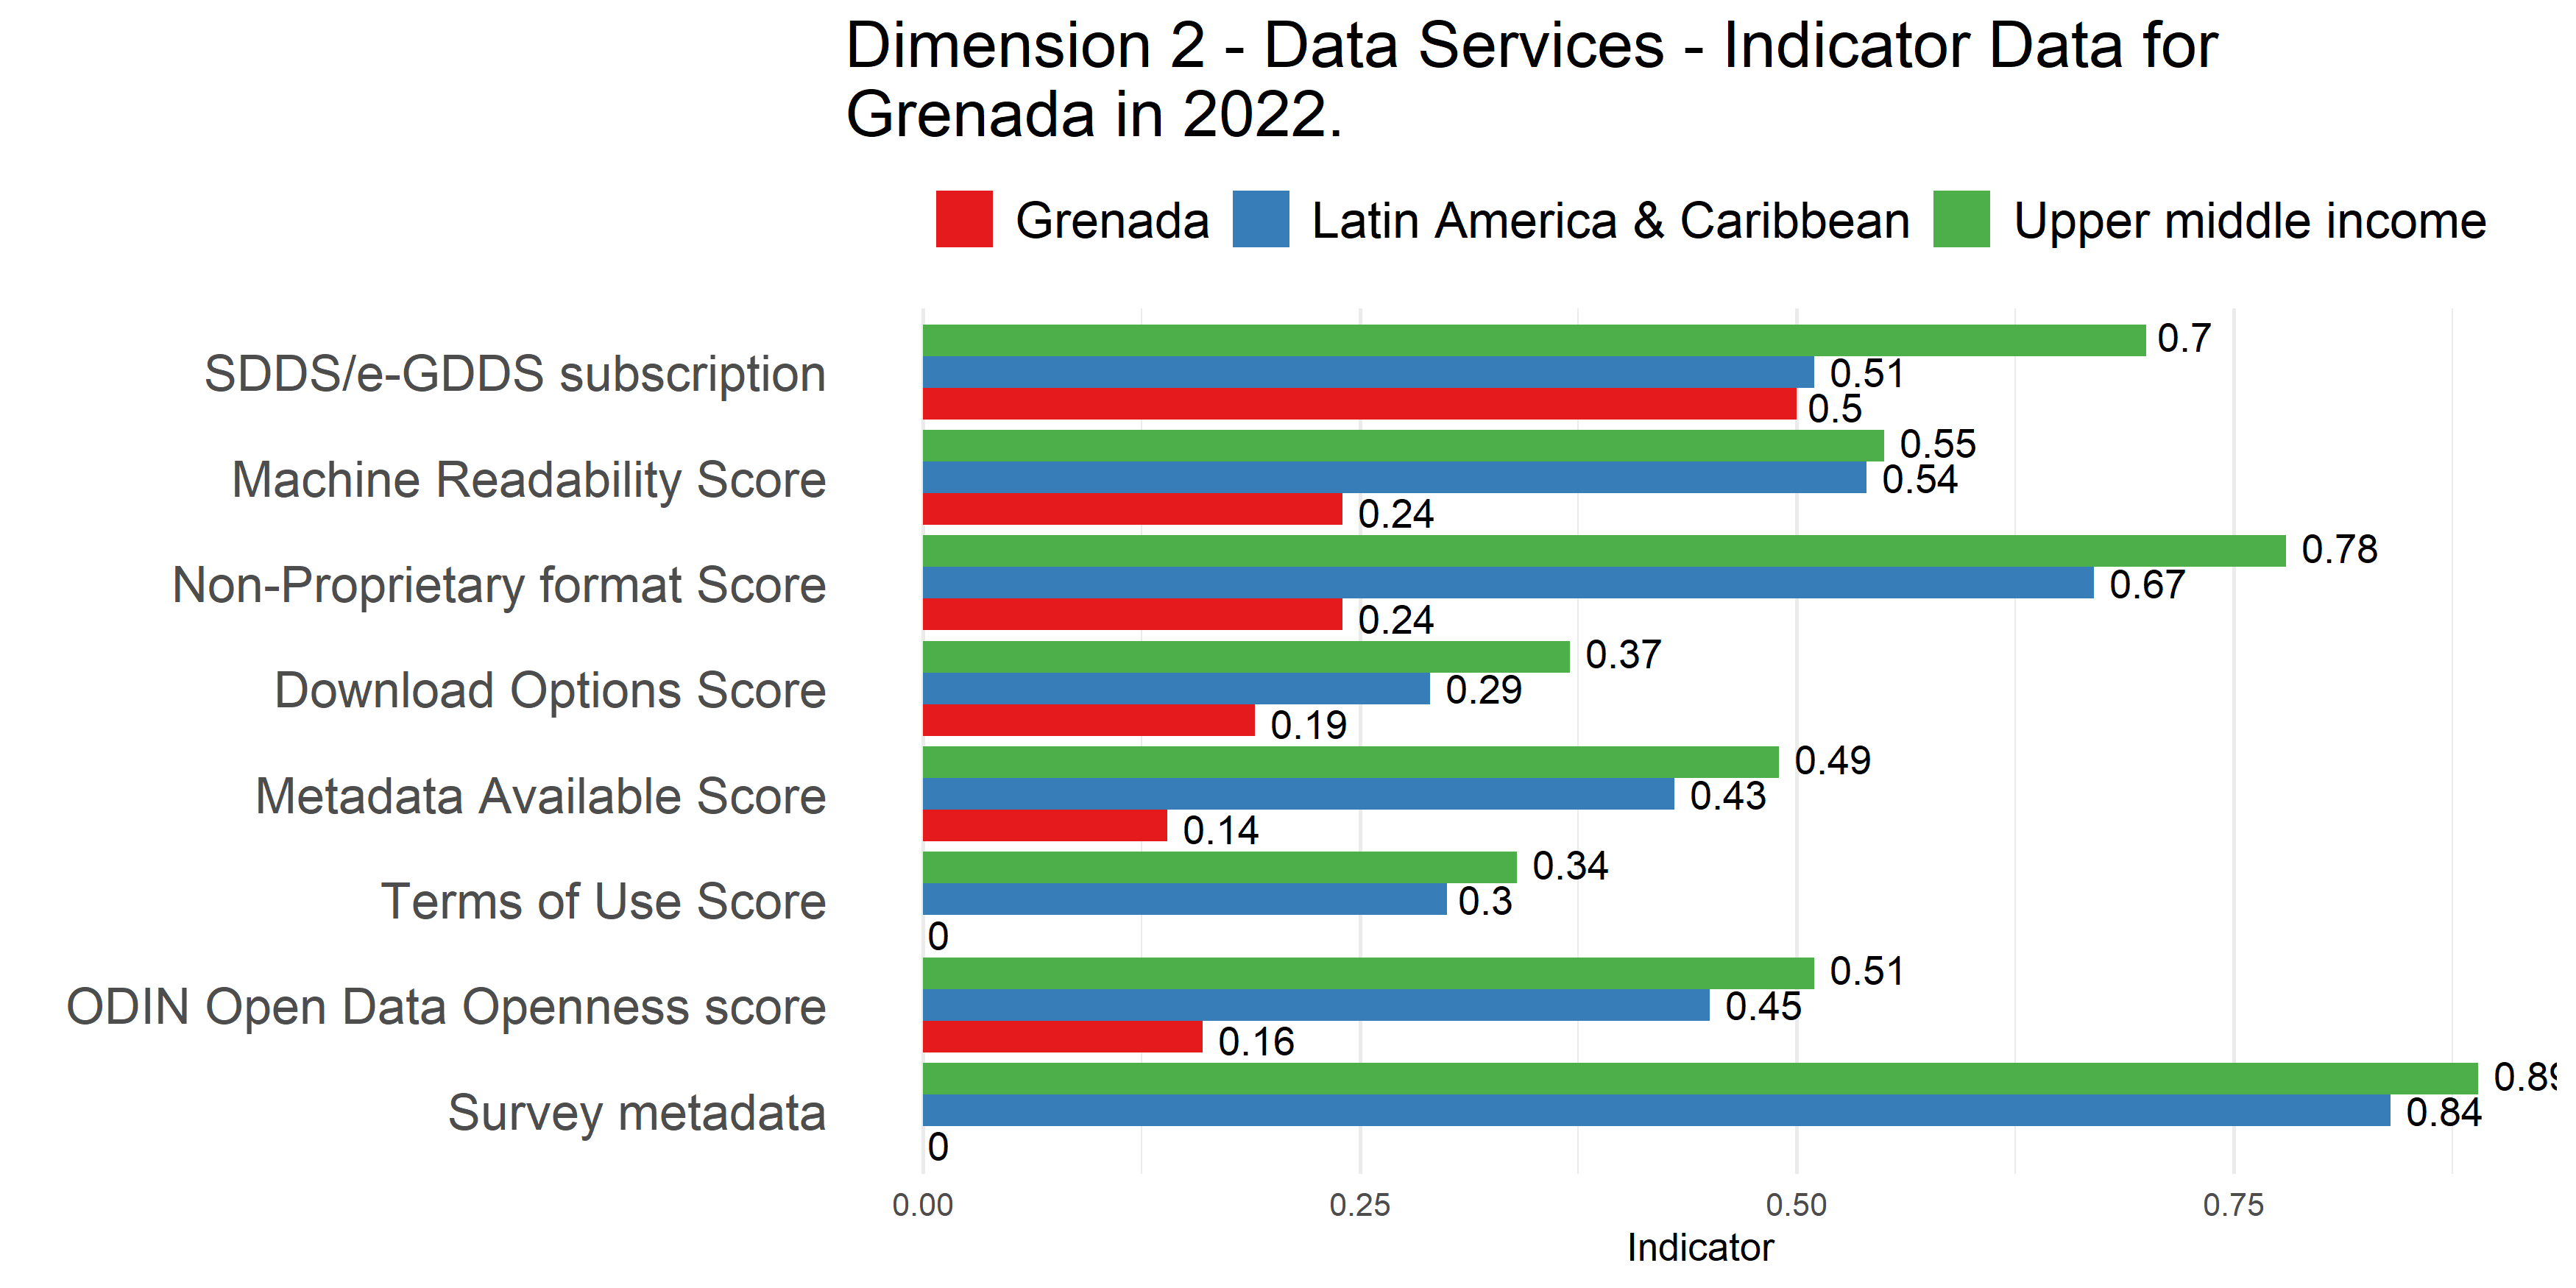 Dimension 2 - Data Services - Indicator Data for
Grenada in 2022.
Grenada Latin America & Caribbean Upper middle income
SDDS/e-GDDS subscription
0.7
0.51
0.5
Machine Readability Score
0.55
0.54
0.24
Non-Proprietary format Score
0.78
0.67
0.24
Download Options Score
0.37
0.29
0.19
Metadata Available Score
0.49
0.43
0.14
Terms of Use Score
0.34
0.3
0
ODIN Open Data Openness score
0.51
0.45
0.16
Survey metadata
0.89
0.84
0
0.00 0.25 0.50 0.75
Indicator